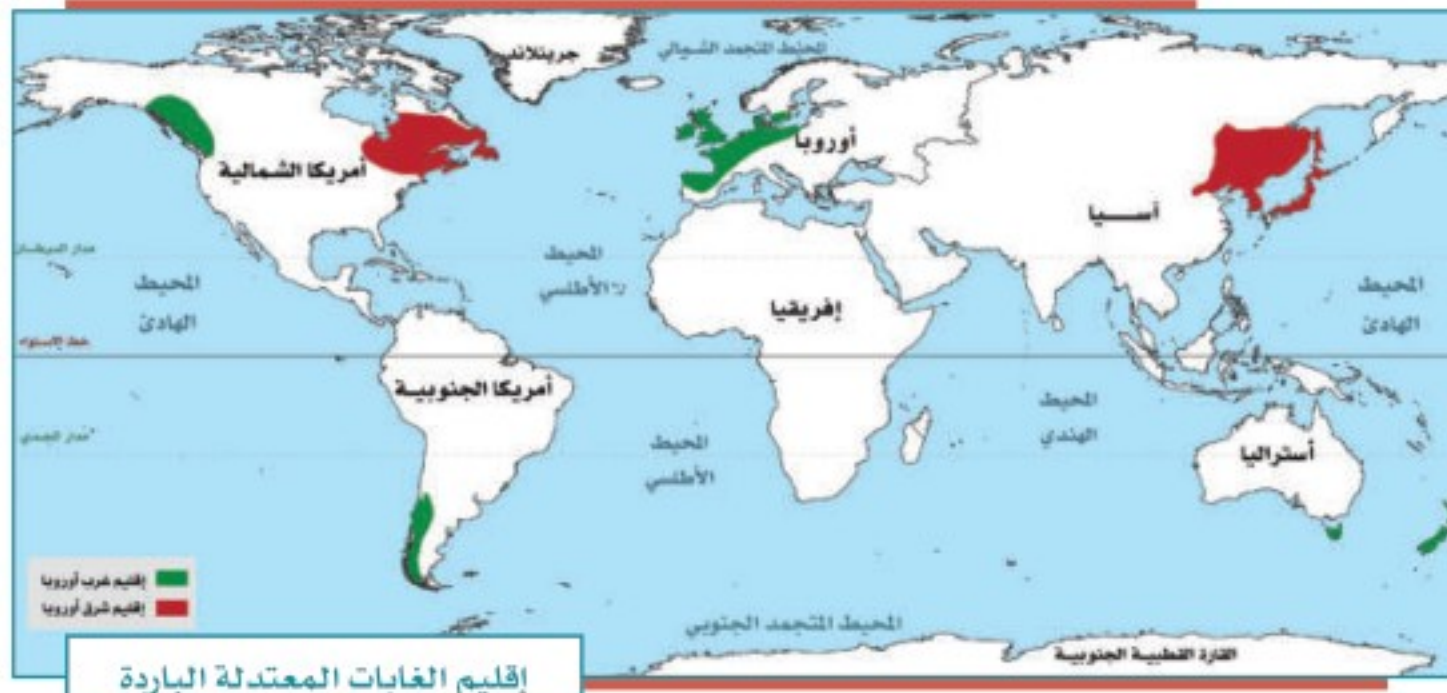 المحيط المتجمد الشمالي
جرينلاند
أوروبا
أمريكا الشمالية
أسيا
مدار السرطان
المحيط
الهادئ
المحيط
الأطلسي
إفريقيا
المحيط
الهادئ
خط الاستواء
أمريكا الجنوبية
المحيط
الهندي
مدار الجدي
المحيط
الأطلسي
أستراليا
إقليم غرب أوروبا
إقليم شرق أوروبا
المحيط المتجمد الجنوبي
القارة القطبية الجنوبية
إقليم الغابات المعتدلة الباردة